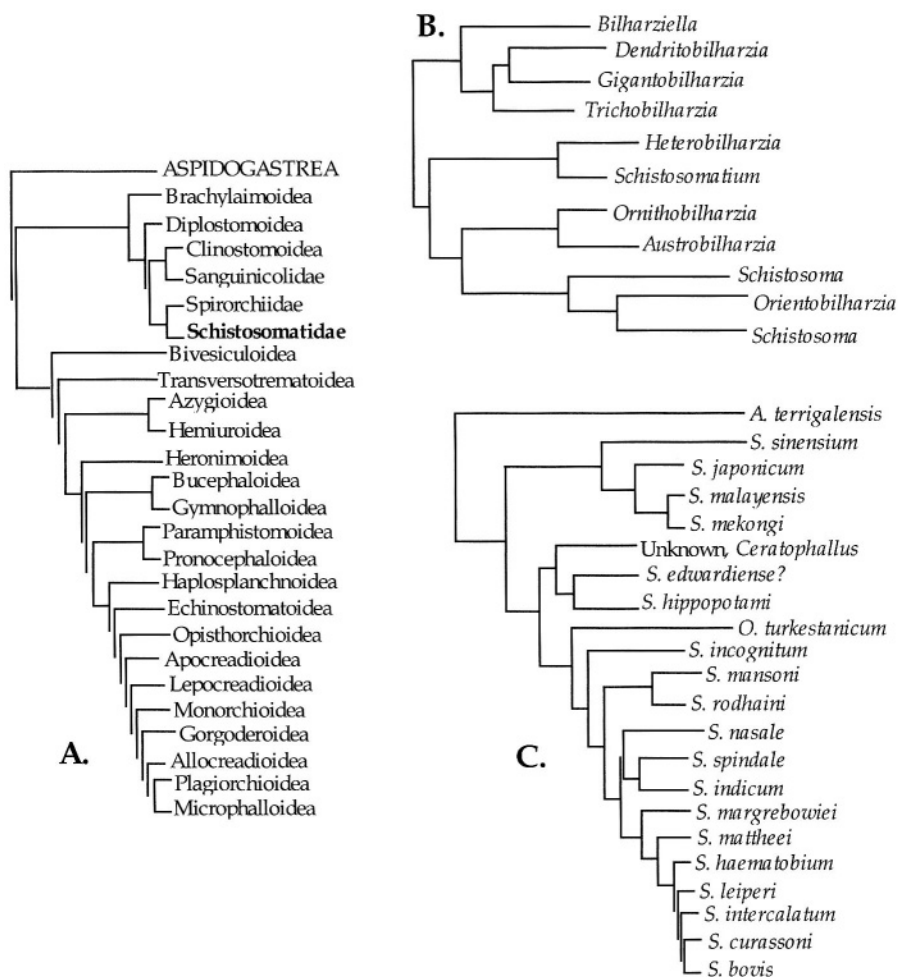 ASPIDOGASTREA
Brachylaimoidea
Diplostomoidea
Clinostomoidea
Sanguinicolidae
Spirorchiidae
Schistosomatidae
Bivesiculoidea
Transversotrematoidea
Azygioidea
Hemiuroidea
Heronimoidea
Bucephaloidea
Gymnophalloidea
Paramphistomoidea
Pronocephaloidea
Haplosplanchnoidea
Echinostomatoidea
Opisthorchioidea
Apocreadioidea
Lepocreadioidea
Monorchioidea
Gorgoderoidea
A.
Allocreadioidea
Plagiorchioidea
Microphalloidea
B.
Bilharziella
Dendritobilharzia
Gigantobilharzia
Trichobilharzia
Heterobilharzia
Schistosomatium
Ornithobilharzia
Austrobilharzia
Schistosoma
Orientobilharzia
Schistosoma
A. terrigalensis
S. sinensium
S. japonicum
S. malayensis
S. mekongi
Unknown, Ceratophallus
S. edwardiense?
S. hippopotami
O. turkestanicum
S. incognitum
S. mansoni
S. rodhaini
S. nasale
C.
S. spindale
S. indicum
S. margrebowiei
S. mattheei
S. haematobium
S. leiperi
S. intercalatum
S. curassoni
S. bovis